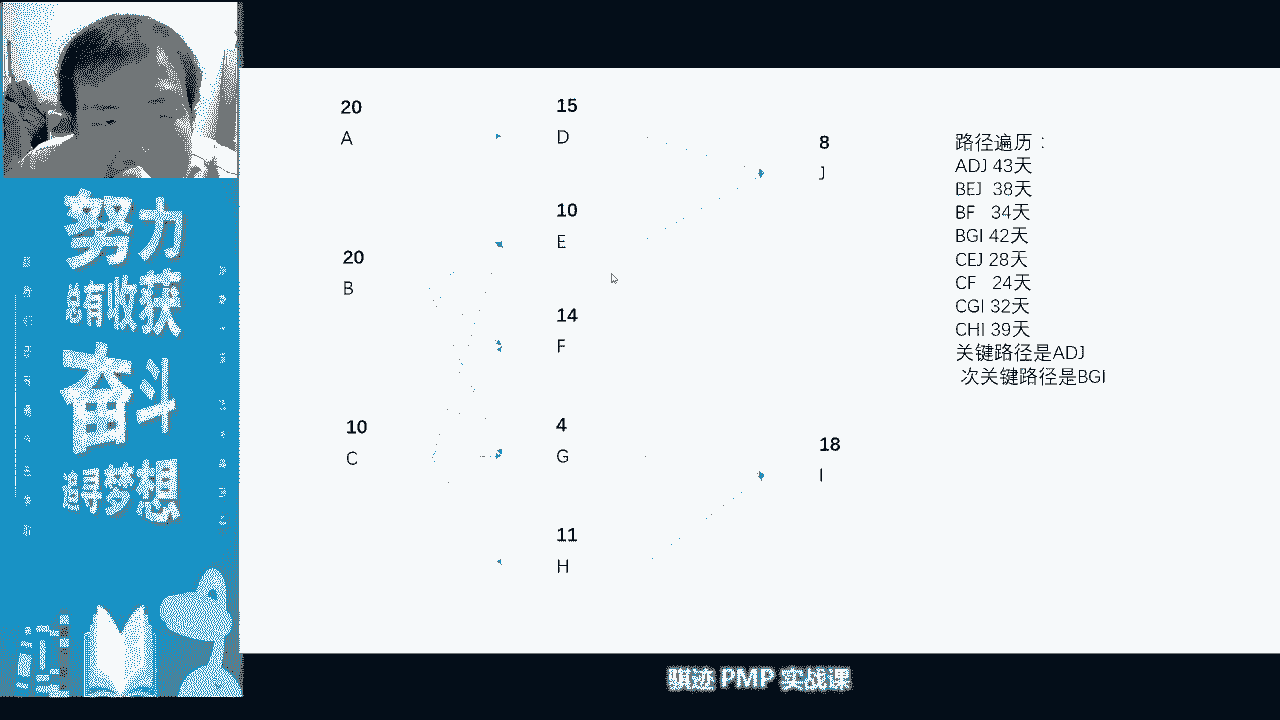 努力
总有收获
奋斗
追寻梦想
20
A
15
D
8
J
20
B
10
E
14
F
10
C
4
G
18
I
11
H
路径遍历：
ADJ 43天
BEJ 38天
BF 34天
BGI 42天
CEJ 28天
CF 24天
CGI 32天
CHI 39天
关键路径是ADJ
次关键路径是BGI
骐迹 PMP 实战课